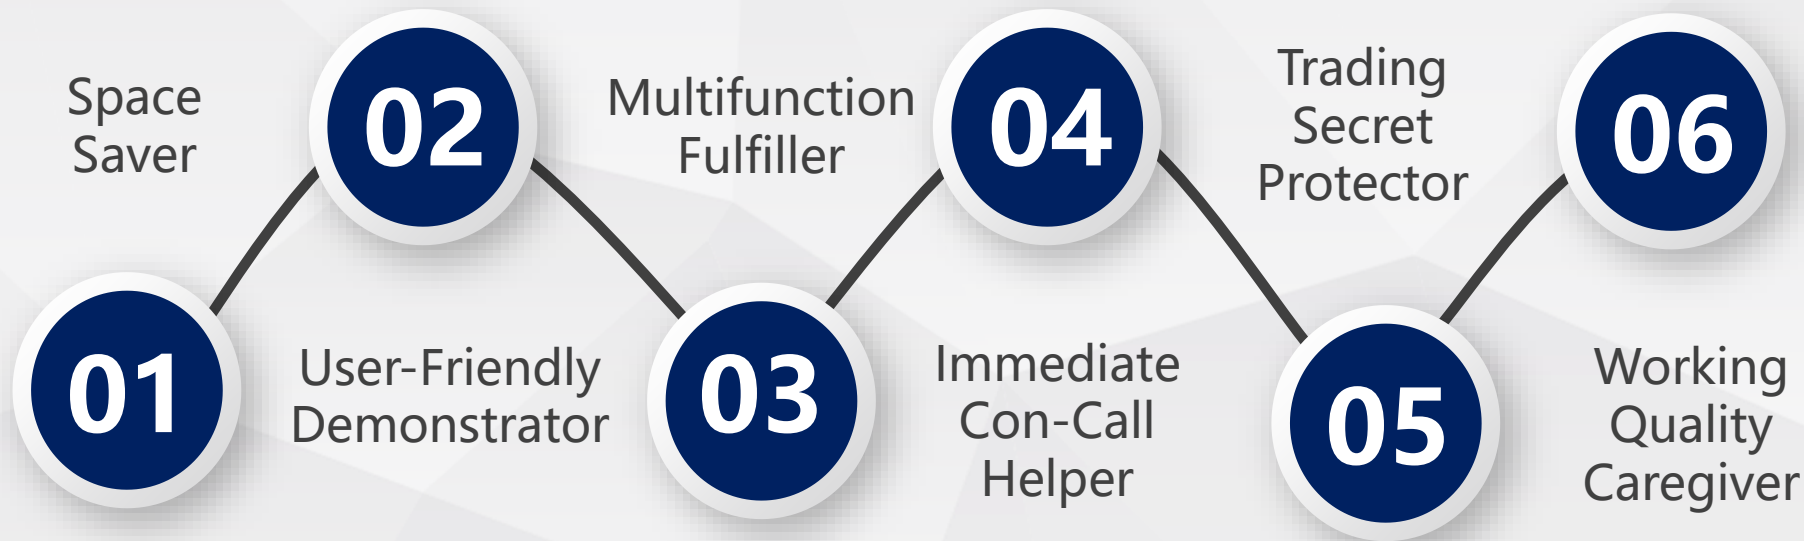 01
Space
Saver
02
User-Friendly
Demonstrator
03
Multifunction
Fulfiller
04
Immediate
Con-Call
Helper
05
Trading
Secret
Protector
06
Working
Quality
Caregiver